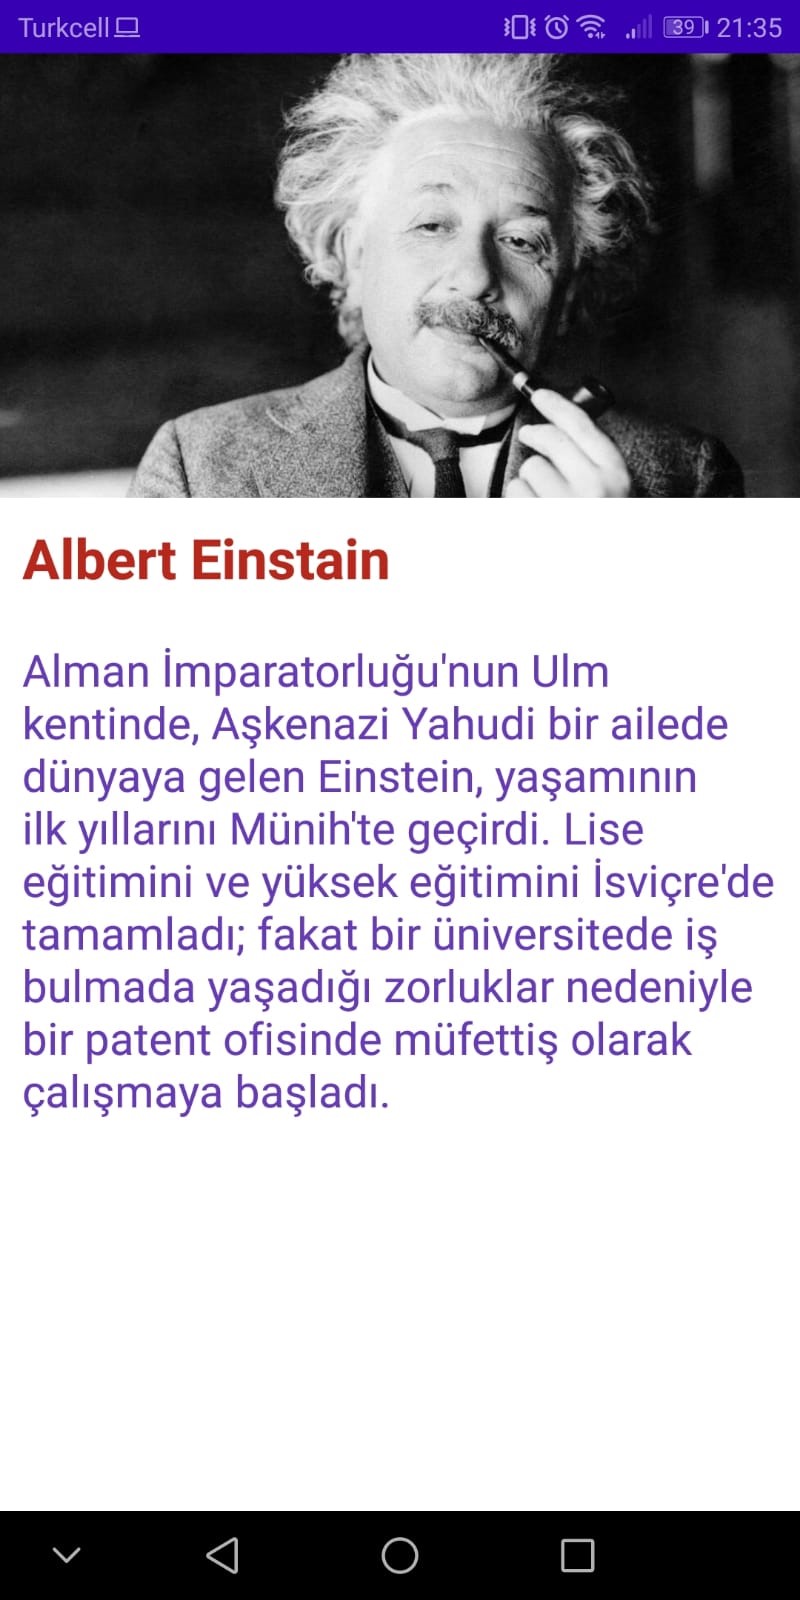 Turkcell
39 21:35
Albert Einstain
Alman İmparatorluğu'nun Ulm
kentinde, Aşkenazi Yahudi bir ailede
dünyaya gelen Einstein, yaşamının
ilk yıllarını Münih'te geçirdi. Lise
eğitimini ve yüksek eğitimini İsviçre'de
tamamladı; fakat bir üniversitede iş
bulmada yaşadığı zorluklar nedeniyle
bir patent ofisinde müfettiş olarak
çalışmaya başladı.